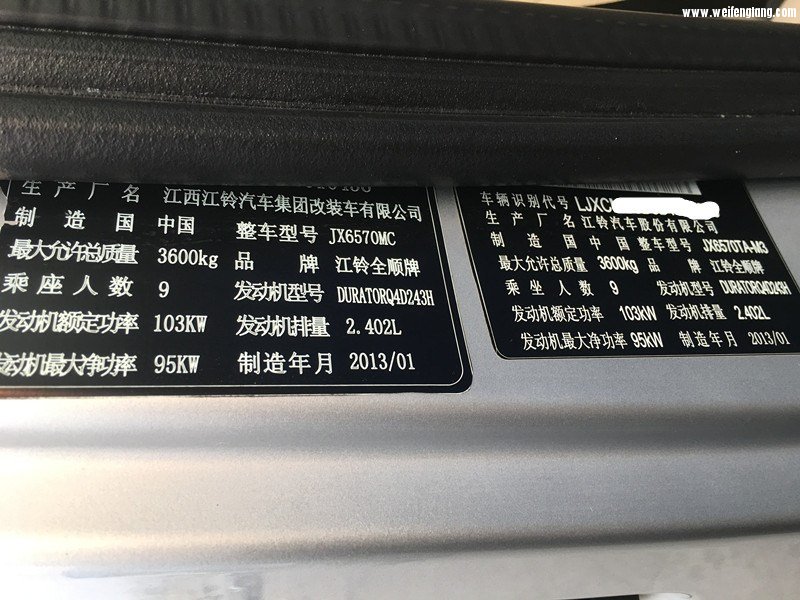 www.weifengtang.com
生产厂名 江西江铃汽车集团改装车有限公司
制造国 中国 整车型号 JX6570MC
最大允许总质量 3600kg 品牌 江铃全顺牌
乘座人数 9 发动机型号 DURATORQ4D243H
发动机额定功率 103KW 发动机排量 2.402L
发动机最大净功率 95KW 制造年月 2013/01
车辆识别代号 LJXC
生产厂名 江铃汽车股份有限公司
制造国 中国 整车型号 JX6570TA-M3
最大允许总质量 3600kg 品牌 江铃全顺牌
乘坐人数 9 发动机型号 DURATORQ4D243H
发动机额定功率 103kW 发动机排量 2.402L
发动机最大净功率 95kW 制造年月 2013/01